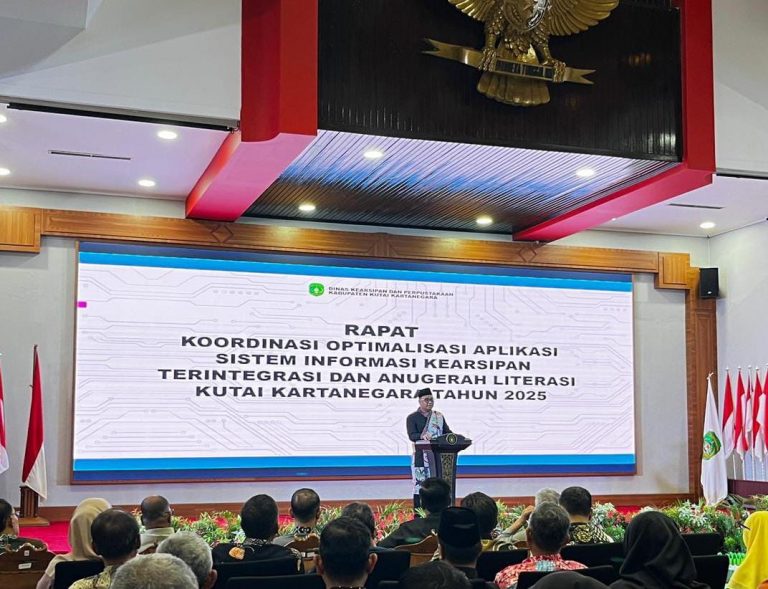 DINAS KEARSIPAN DAN PERPUSTAKAAN
KABUPATEN KUTAI KARTANEGARA
RAPAT
KOORDINASI OPTIMALISASI APLIKASI
SISTEM INFORMASI KEARSIPAN
TERINTEGRASI DAN ANUGERAH LITERASI
KUTAI KARTANEGARA TAHUN 2025